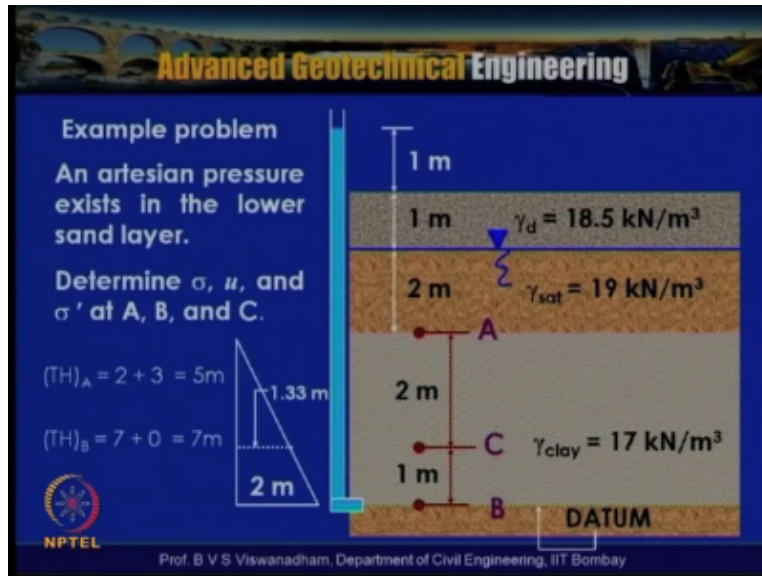 Advanced Geotechnical Engineering
Example problem
An artesian pressure
exists in the lower
sand layer.
Determine σ, u, and
σ' at A, B, and C.
(TH)A = 2 + 3 = 5m
(TH)B = 7 + 0 = 7m
1.33 m
2 m
1 m
1 m
γd = 18.5 kN/m³
2 m
γsat = 19 kN/m³
A
2 m
C
γclay = 17 kN/m³
1 m
B
DATUM
NPTEL
Prof. B V S Viswanadham, Department of Civil Engineering, IIT Bombay